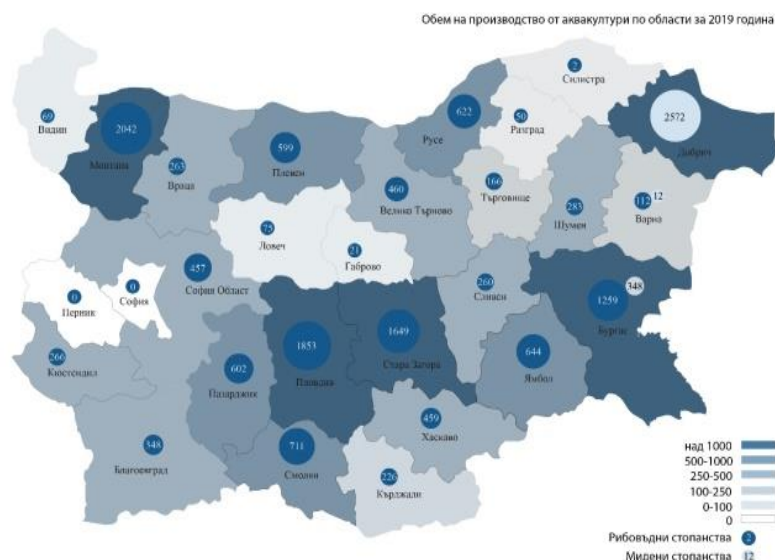 Обем на производство от аквакултури по области за 2019 година
2
Силистра
69
Видин
2042
Монтана
622
Русе
50
Разград
2572
Добрич
599
Плевен
263
Враца
460
Велико Търново
166
Търговище
283
Шумен
112
12
Варна
75
Ловеч
21
Габрово
457
София Област
0
София
0
Перник
260
Сливен
348
1259
Бургас
1649
Стара Загора
1853
Пловдив
644
Ямбол
266
Кюстендил
602
Пазарджик
459
Хасково
348
Благоевград
711
Смолян
226
Кърджали
над 1000
500-1000
250-500
100-250
0-100
0
Рибовъдни стопанства 2
Мидени стопанства 12